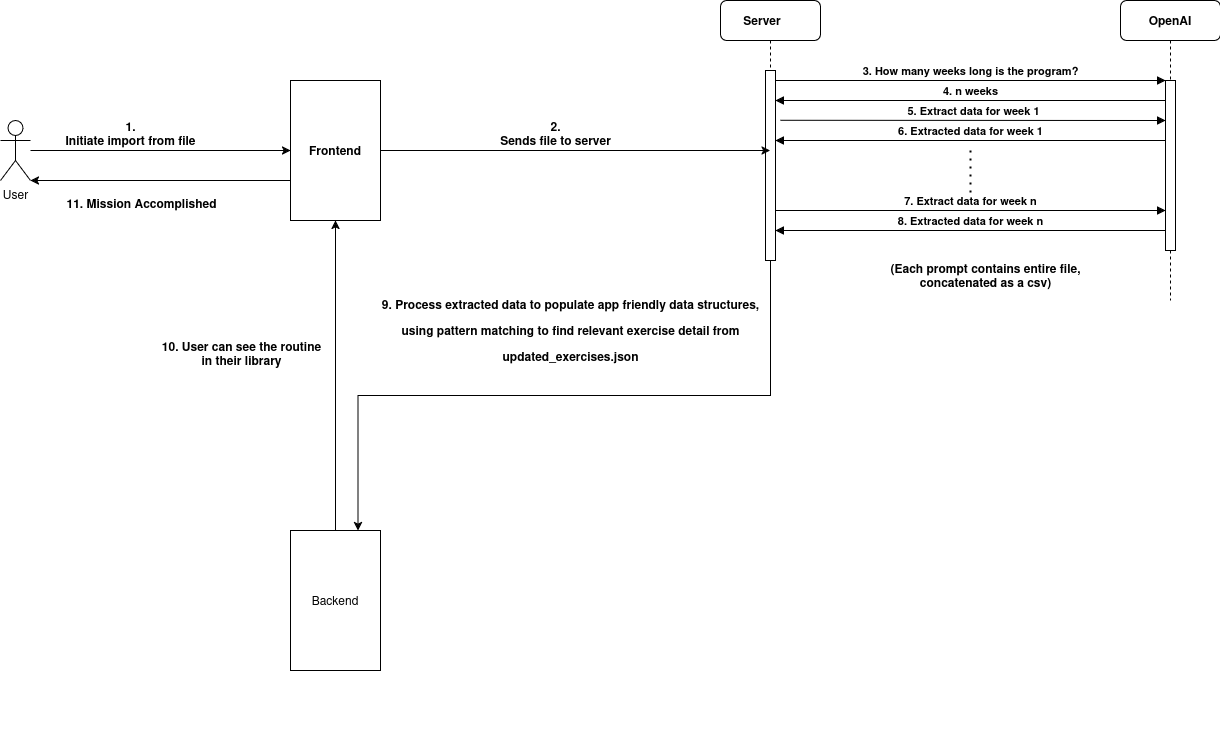 Server
OpenAI
3. How many weeks long is the program?
4. n weeks
5. Extract data for week 1
6. Extracted data for week 1
1.
Initiate import from file
2.
Sends file to server
Frontend
User
11. Mission Accomplished
7. Extract data for week n
8. Extracted data for week n
(Each prompt contains entire file,
concatenated as a csv)
9. Process extracted data to populate app friendly data structures,
using pattern matching to find relevant exercise detail from
updated_exercises.json
10. User can see the routine
in their library
Backend